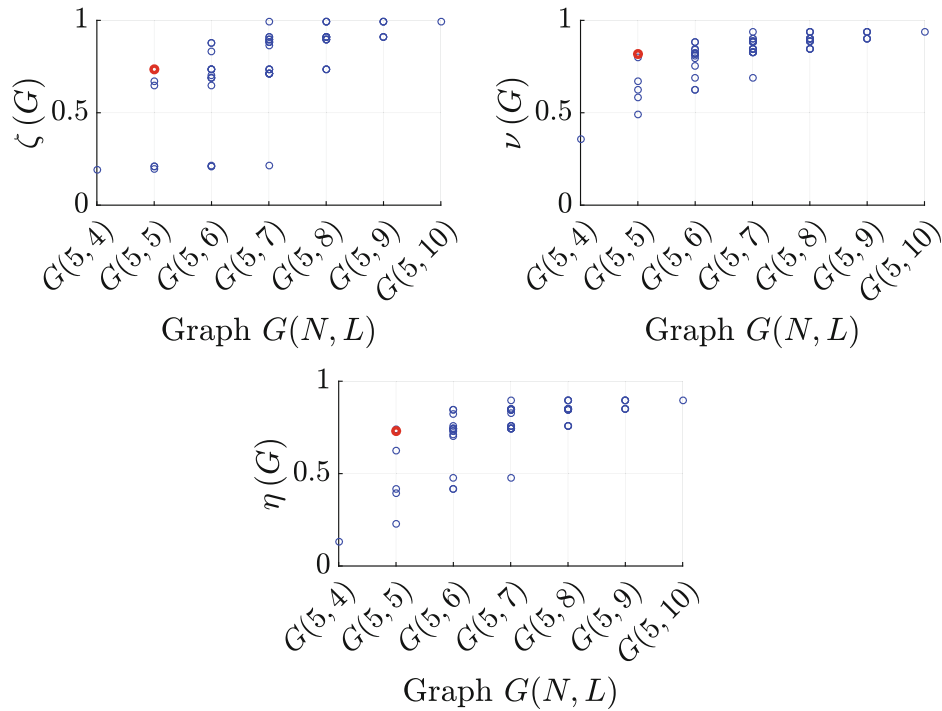 1
0.5
0
ζ (G)
G(5, 4)
G(5, 5)
G(5, 6)
G(5, 7)
G(5, 8)
G(5, 9)
G(5, 10)
Graph G(N, L)
1
0.5
0
ν (G)
G(5, 4)
G(5, 5)
G(5, 6)
G(5, 7)
G(5, 8)
G(5, 9)
G(5, 10)
Graph G(N, L)
1
0.5
0
η (G)
G(5, 4)
G(5, 5)
G(5, 6)
G(5, 7)
G(5, 8)
G(5, 9)
G(5, 10)
Graph G(N, L)